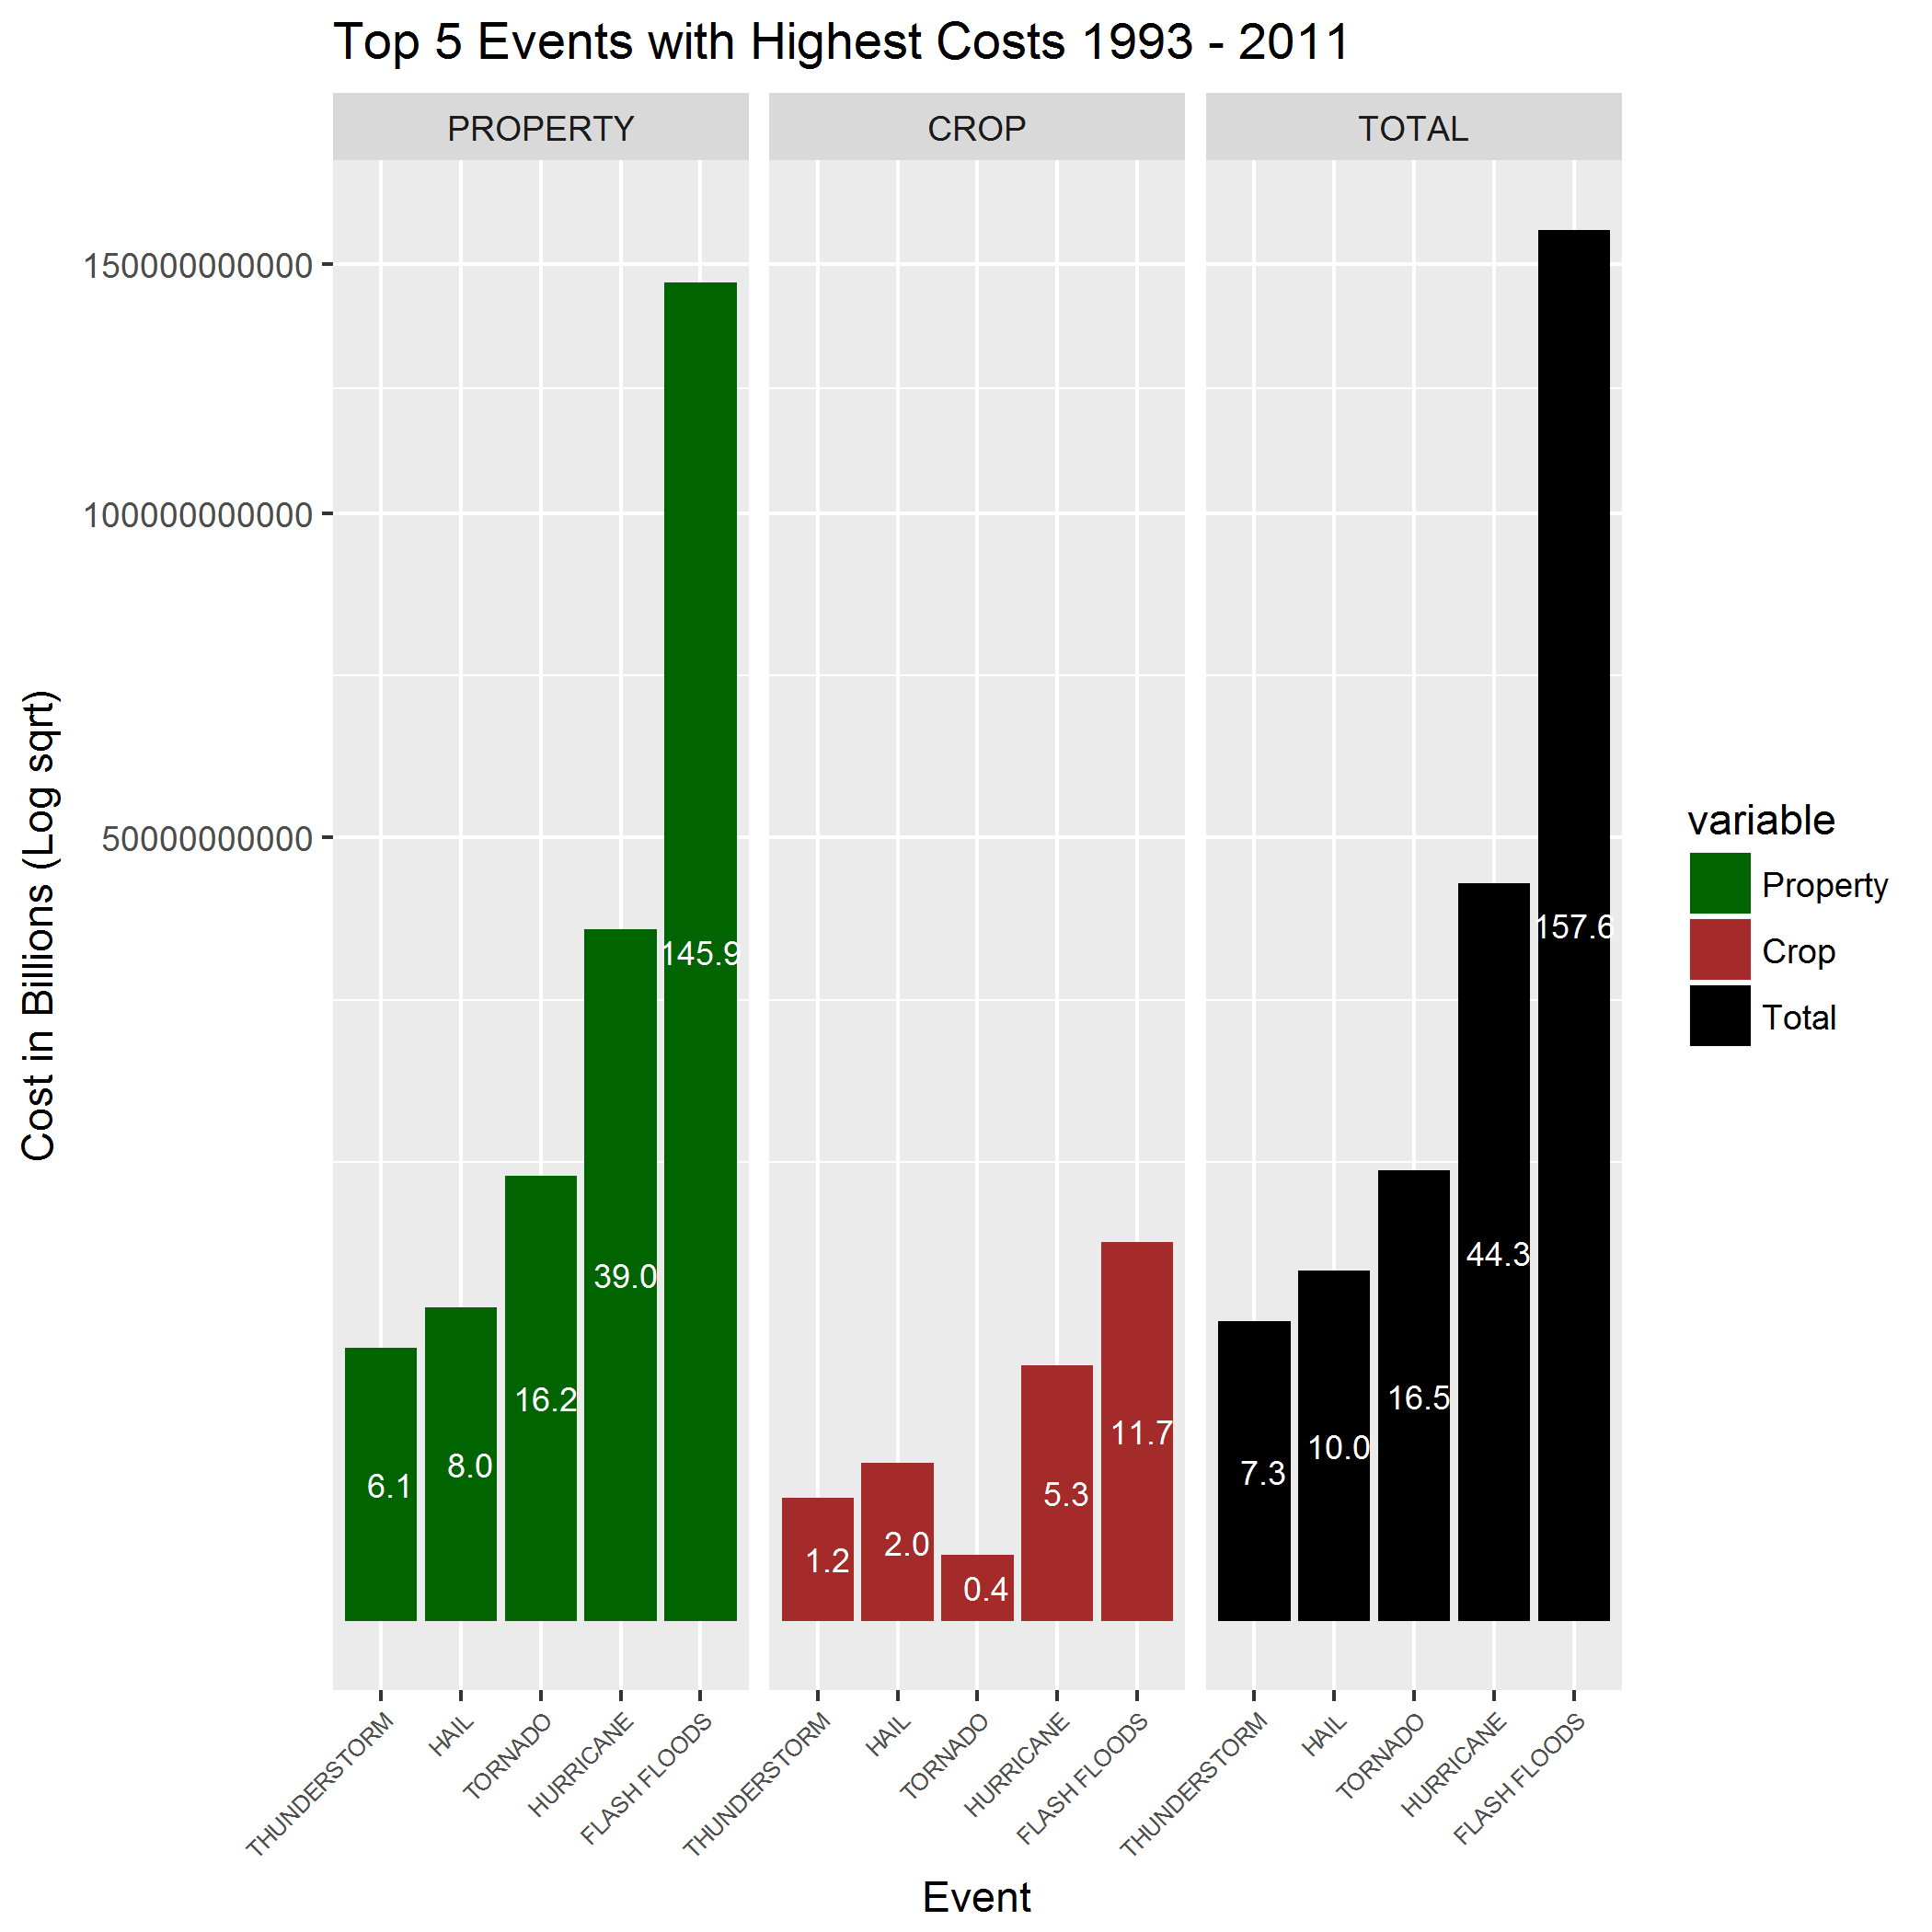 Top 5 Events with Highest Costs 1993 - 2011
PROPERTY
CROP
TOTAL
150000000000
100000000000
50000000000
Cost in Billions (Log sqrt)
6.1
8.0
16.2
39.0
145.9
1.2
2.0
0.4
5.3
11.7
7.3
10.0
16.5
44.3
157.6
THUNDERSTORM
HAIL
TORNADO
HURRICANE
FLASH FLOODS
THUNDERSTORM
HAIL
TORNADO
HURRICANE
FLASH FLOODS
THUNDERSTORM
HAIL
TORNADO
HURRICANE
FLASH FLOODS
Event
variable
Property
Crop
Total